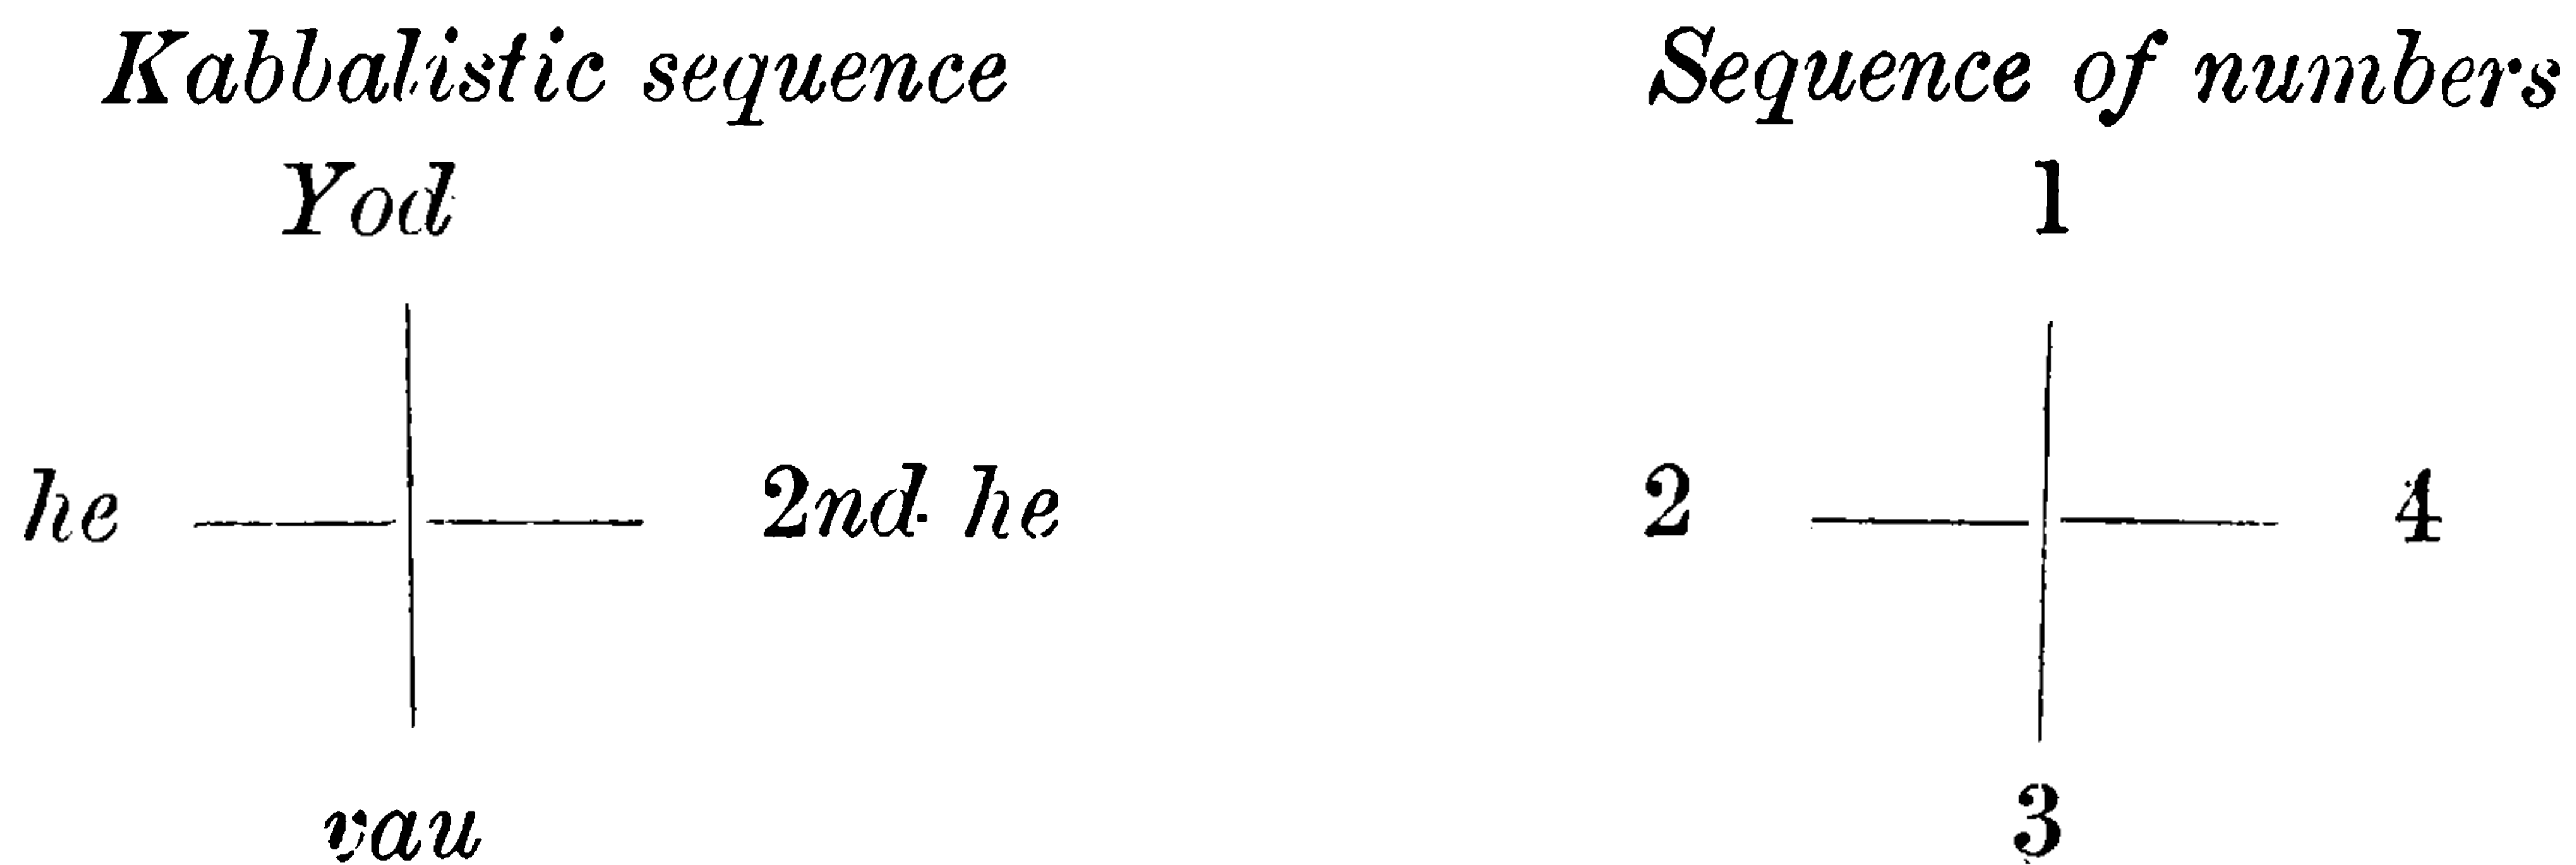 Kabbalistic sequence
Yod
he 2nd he
vau
Sequence of numbers
1
2 4
3